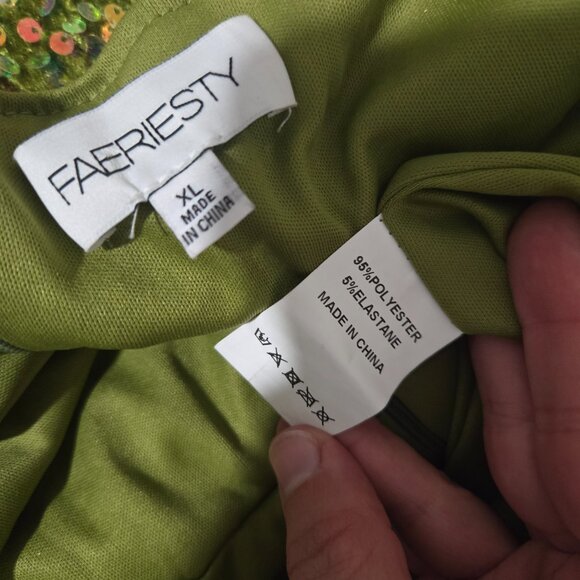 FAERIESTY
XL
MADE
IN CHINA
95%POLYESTER
5%ELASTANE
MADE IN CHINA